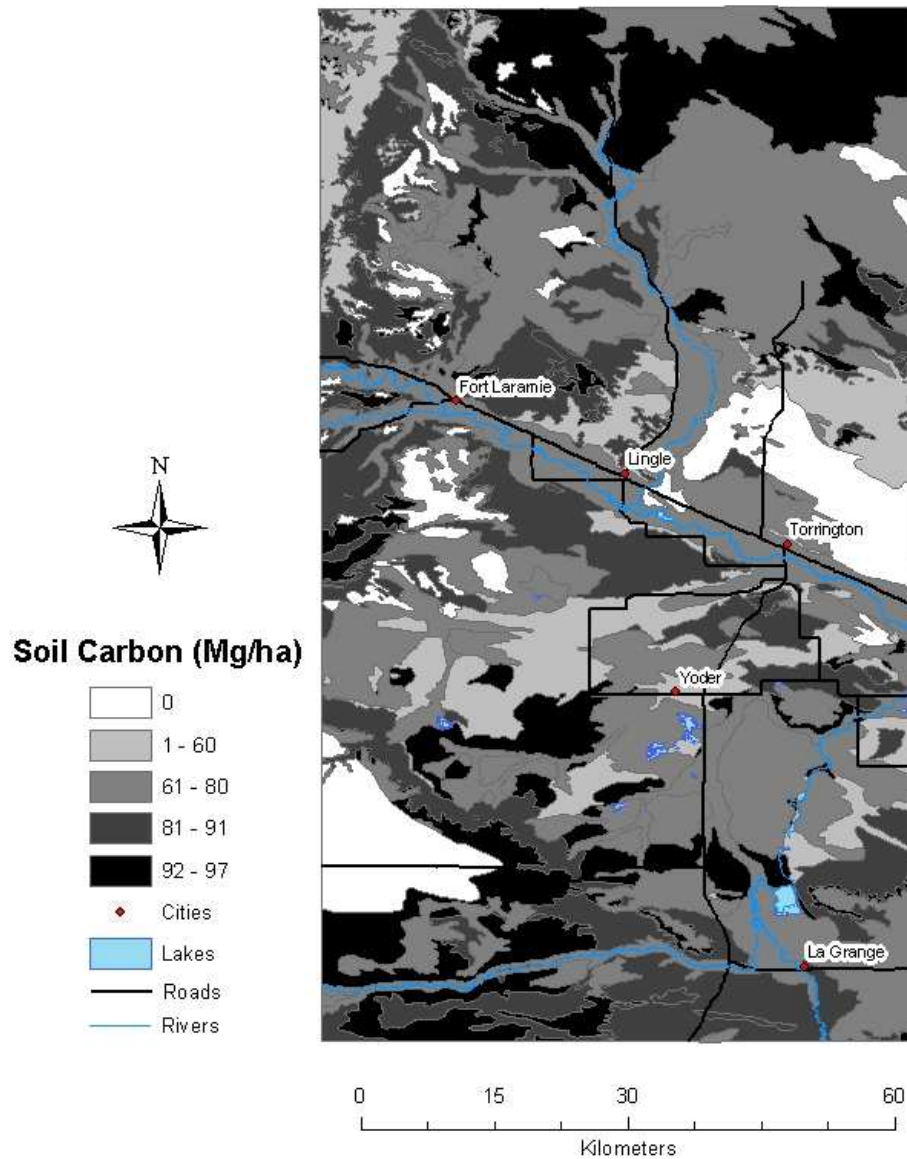 Fort Laramie
Lingle
N
Torrington
Soil Carbon (Mg/ha)
Yoder
0
1 - 60
61 - 80
81 - 91
92 - 97
Cities
Lakes
La Grange
Roads
Rivers
0 15 30 60
Kilometers